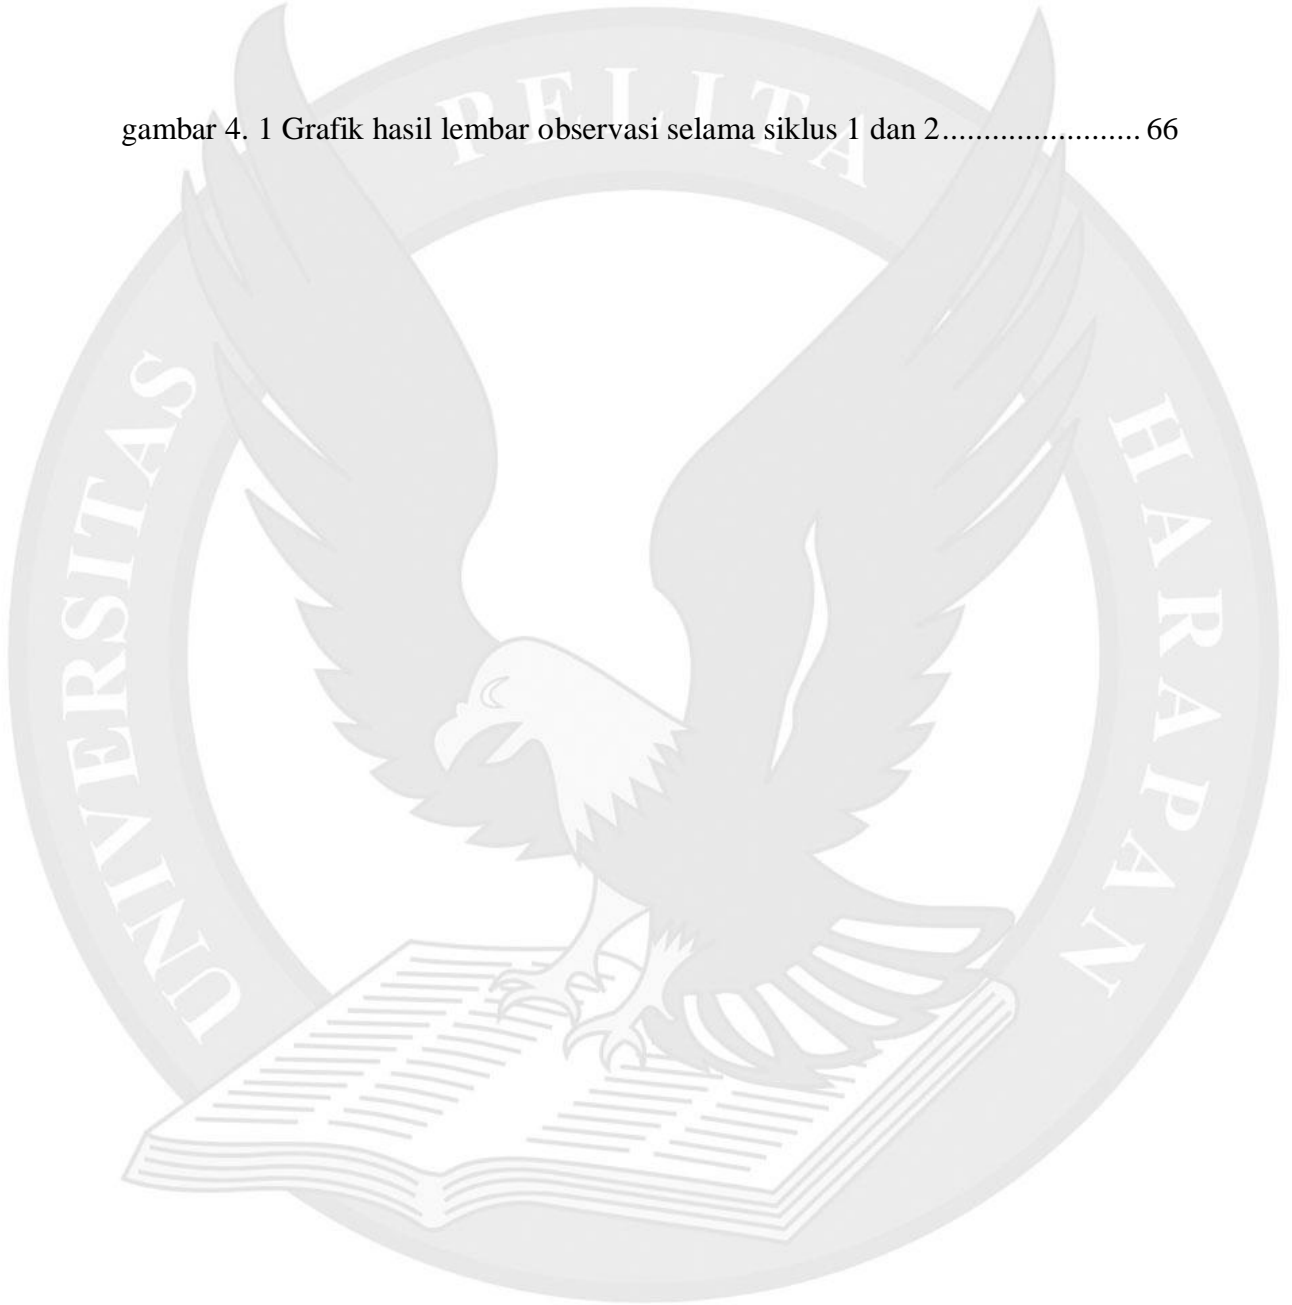 gambar 4. 1 Grafik hasil lembar observasi selama siklus 1 dan 2........................ 66
UNIVERSITAS PELITA HARAPAN